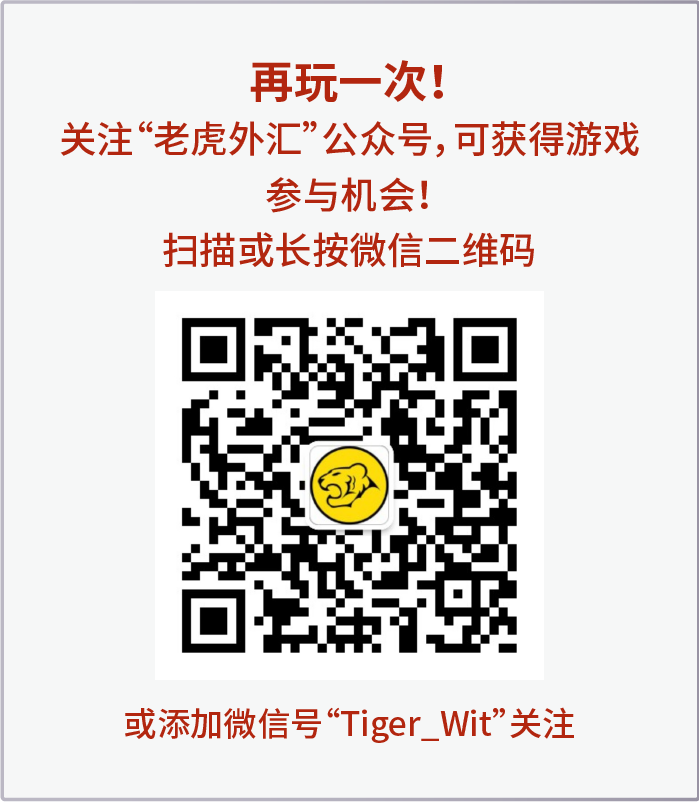 再玩一次！
关注“老虎外汇”公众号，可获得游戏
参与机会！
扫描或长按微信二维码
或添加微信号“Tiger_Wit”关注